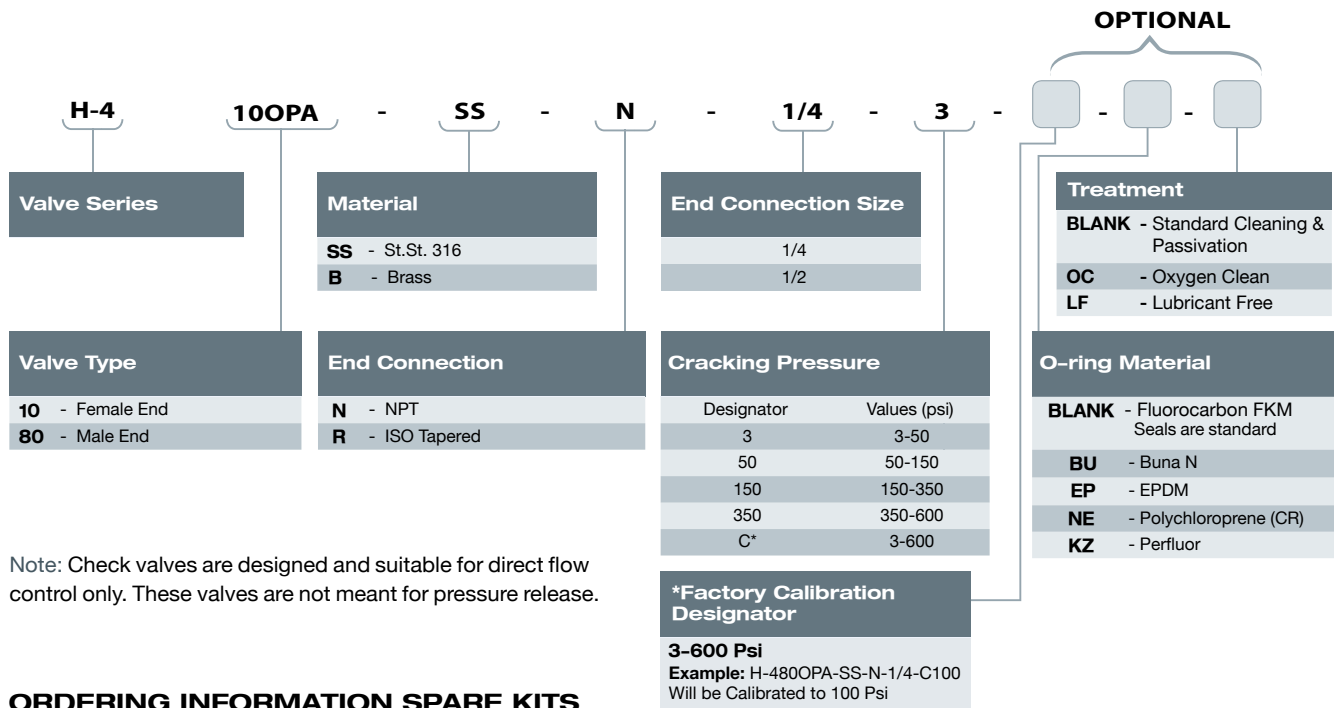 OPTIONAL
H-4 10OPA - SS - N - 1/4 - 3 - - -
Valve Series
Material
SS - St.St. 316
B - Brass
End Connection Size
1/4
1/2
Treatment
BLANK - Standard Cleaning &
Passivation
OC - Oxygen Clean
LF - Lubricant Free
Valve Type
10 - Female End
80 - Male End
End Connection
N - NPT
R - ISO Tapered
Cracking Pressure
Designator Values (psi)
3 3-50
50 50-150
150 150-350
350 350-600
C* 3-600
O-ring Material
BLANK - Fluorocarbon FKM
Seals are standard
BU - Buna N
EP - EPDM
NE - Polychloroprene (CR)
KZ - Perfluor
Note: Check valves are designed and suitable for direct flow
control only. These valves are not meant for pressure release.
*Factory Calibration
Designator
3-600 Psi
Example: H-480OPA-SS-N-1/4-C100
Will be Calibrated to 100 Psi
ORDERING INFORMATION SPARE KITS